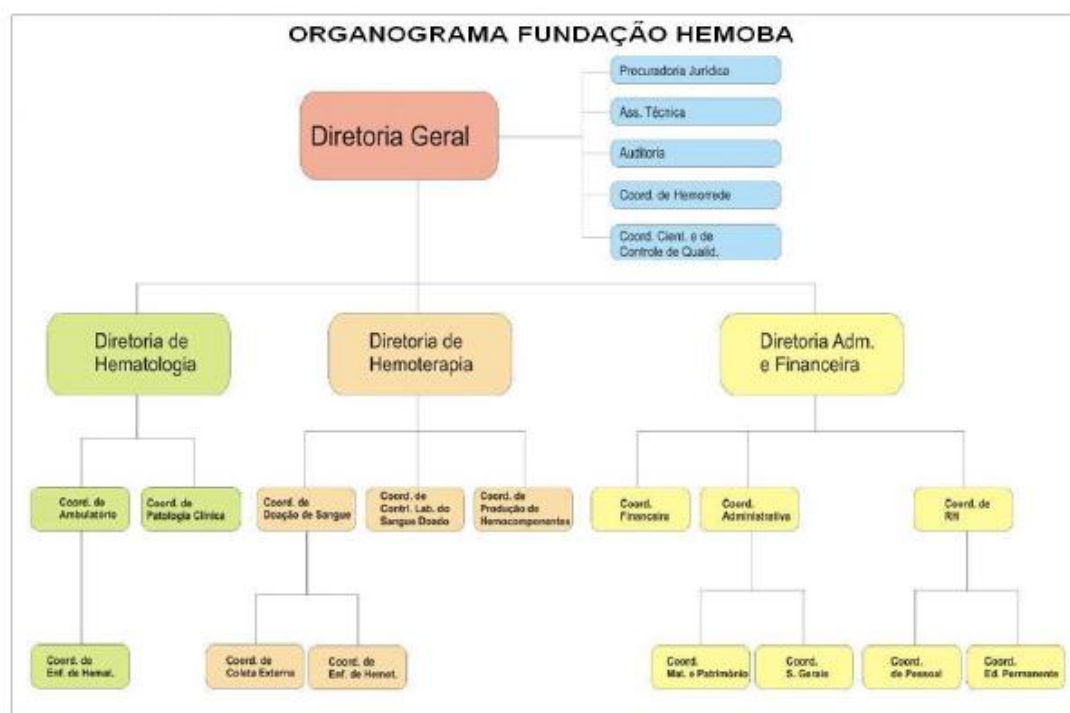 ORGANOGRAMA FUNDAÇÃO HEMOBA
Procuradoria Jurídica
Diretoria Geral
Ass. Técnica
Auditoria
Coord. de Hemorrede
Coord. Cient. e de
Controle de Qualid.
Diretoria de
Hematologia
Diretoria de
Hemoterapia
Diretoria Adm.
e Financeira
Coord. de
Ambulatório
Coord. de
Patologia Clínica
Coord. de
Doação de Sangue
Coord. de
Contrl. Lab. do
Sangue Doado
Coord. de
Produção de
Hemocomponentes
Coord.
Financeira
Coord.
Administrativa
Coord. de
RH
Coord. de
Enf. de Hemat.
Coord. de
Coleta Externa
Coord. de
Enf. de Hemot.
Coord.
Mat. e Patrimônio
Coord.
S. Gerais
Coord.
de Pessoal
Coord.
Ed. Permanente